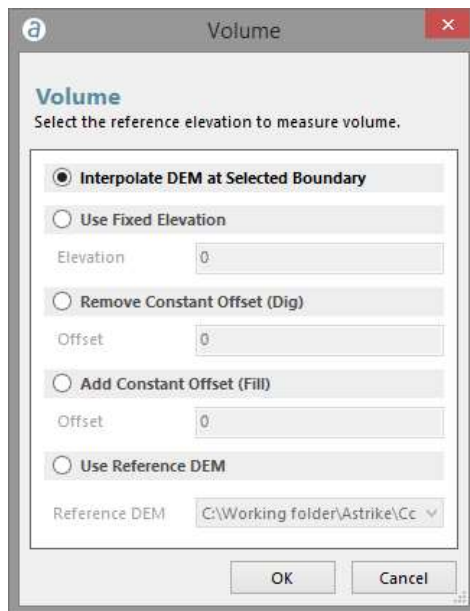 a Volume
Volume
Select the reference elevation to measure volume.
Interpolate DEM at Selected Boundary
Use Fixed Elevation
Elevation 0
Remove Constant Offset (Dig)
Offset 0
Add Constant Offset (Fill)
Offset 0
Use Reference DEM
Reference DEM C:\Working folder\Astrike\Cc
OK Cancel